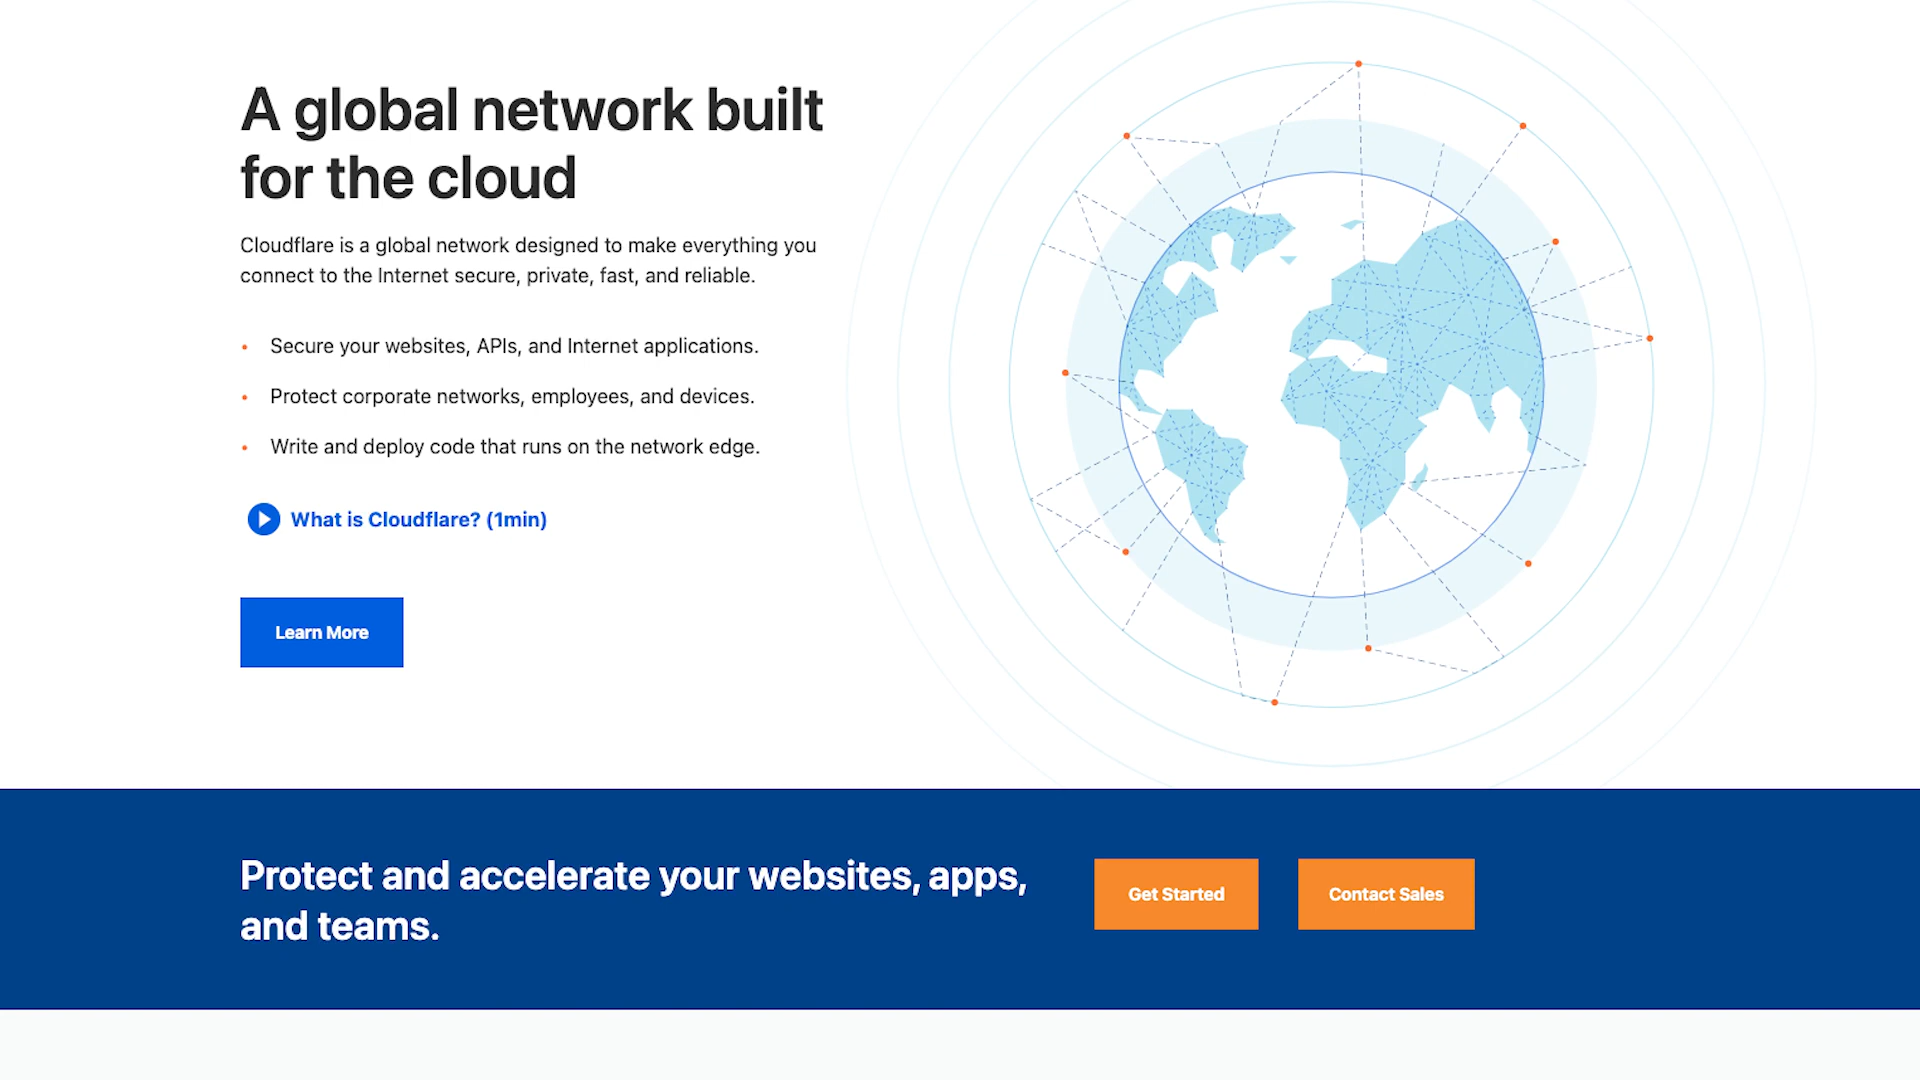 A global network built
for the cloud
Cloudflare is a global network designed to make everything you
connect to the Internet secure, private, fast, and reliable.
Secure your websites, APIs, and Internet applications.
Protect corporate networks, employees, and devices.
Write and deploy code that runs on the network edge.
What is Cloudflare? (1min)
Learn More
Protect and accelerate your websites, apps,
and teams.
Get Started
Contact Sales